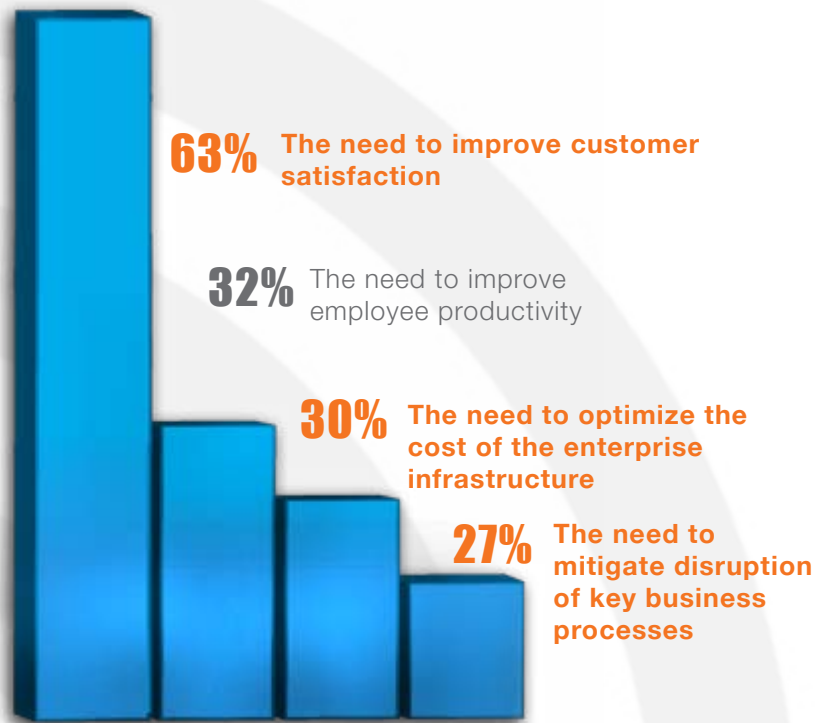 63% The need to improve customer
satisfaction
32% The need to improve
employee productivity
30% The need to optimize the
cost of the enterprise
infrastructure
27% The need to
mitigate disruption
of key business
processes